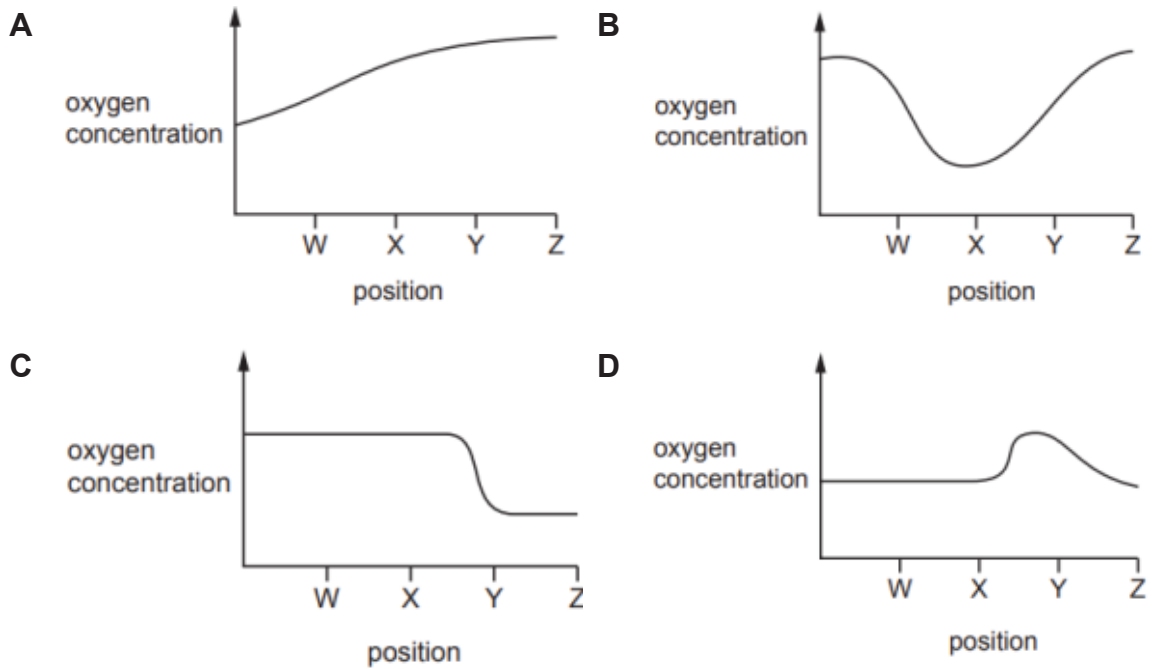 A
oxygen
concentration
W X Y Z
position
B
oxygen
concentration
W X Y Z
position
C
oxygen
concentration
W X Y Z
position
D
oxygen
concentration
W X Y Z
position